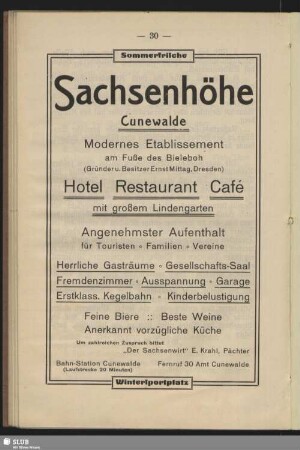 — 30 —
Sommerfrische
Sachsenhöhe
Cunewalde
Modernes Etablissement
am Fuße des Bieleboh
(Gründer u. Besitzer Ernst Mittag, Dresden)
Hotel Restaurant Café
mit großem Lindengarten
Angenehmster Aufenthalt
für Touristen - Familien - Vereine
Herrliche Gasträume - Gesellschafts-Saal
Fremdenzimmer - Ausspannung - Garage
Erstklass. Kegelbahn - Kinderbelustigung
Feine Biere :: Beste Weine
Anerkannt vorzügliche Küche
Um zahlreichen Zuspruch bittet
„Der Sachsenwirt" E. Krahl, Pächter
Bahn-Station Cunewalde Fernruf 30 Amt Cunewalde
(Laufstrecke 20 Minuten)
Wintersportplatz
SLUB